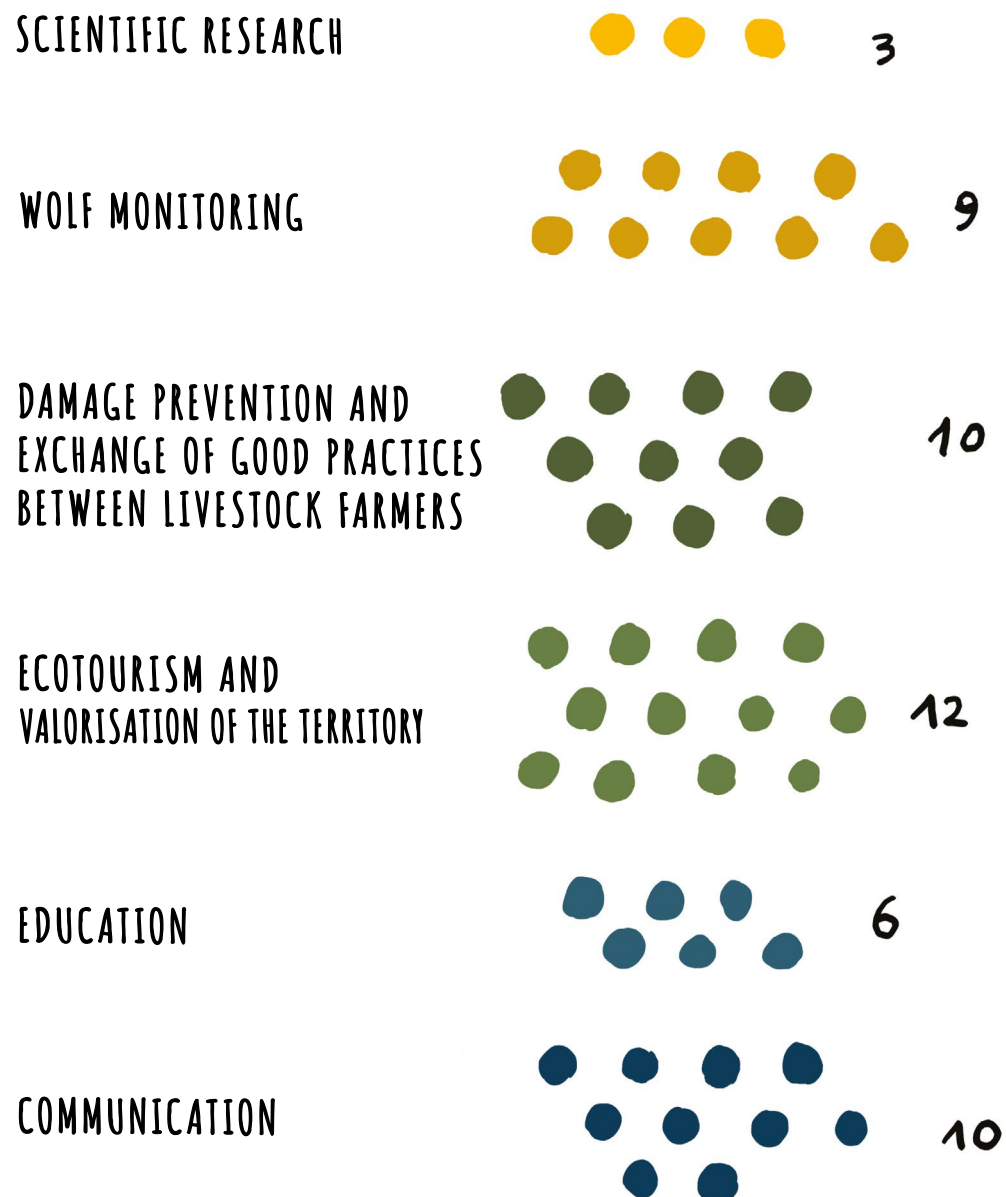 SCIENTIFIC RESEARCH
3
WOLF MONITORING
9
DAMAGE PREVENTION AND
EXCHANGE OF GOOD PRACTICES
BETWEEN LIVESTOCK FARMERS
10
ECOTOURISM AND
VALORISATION OF THE TERRITORY
12
EDUCATION
6
COMMUNICATION
10